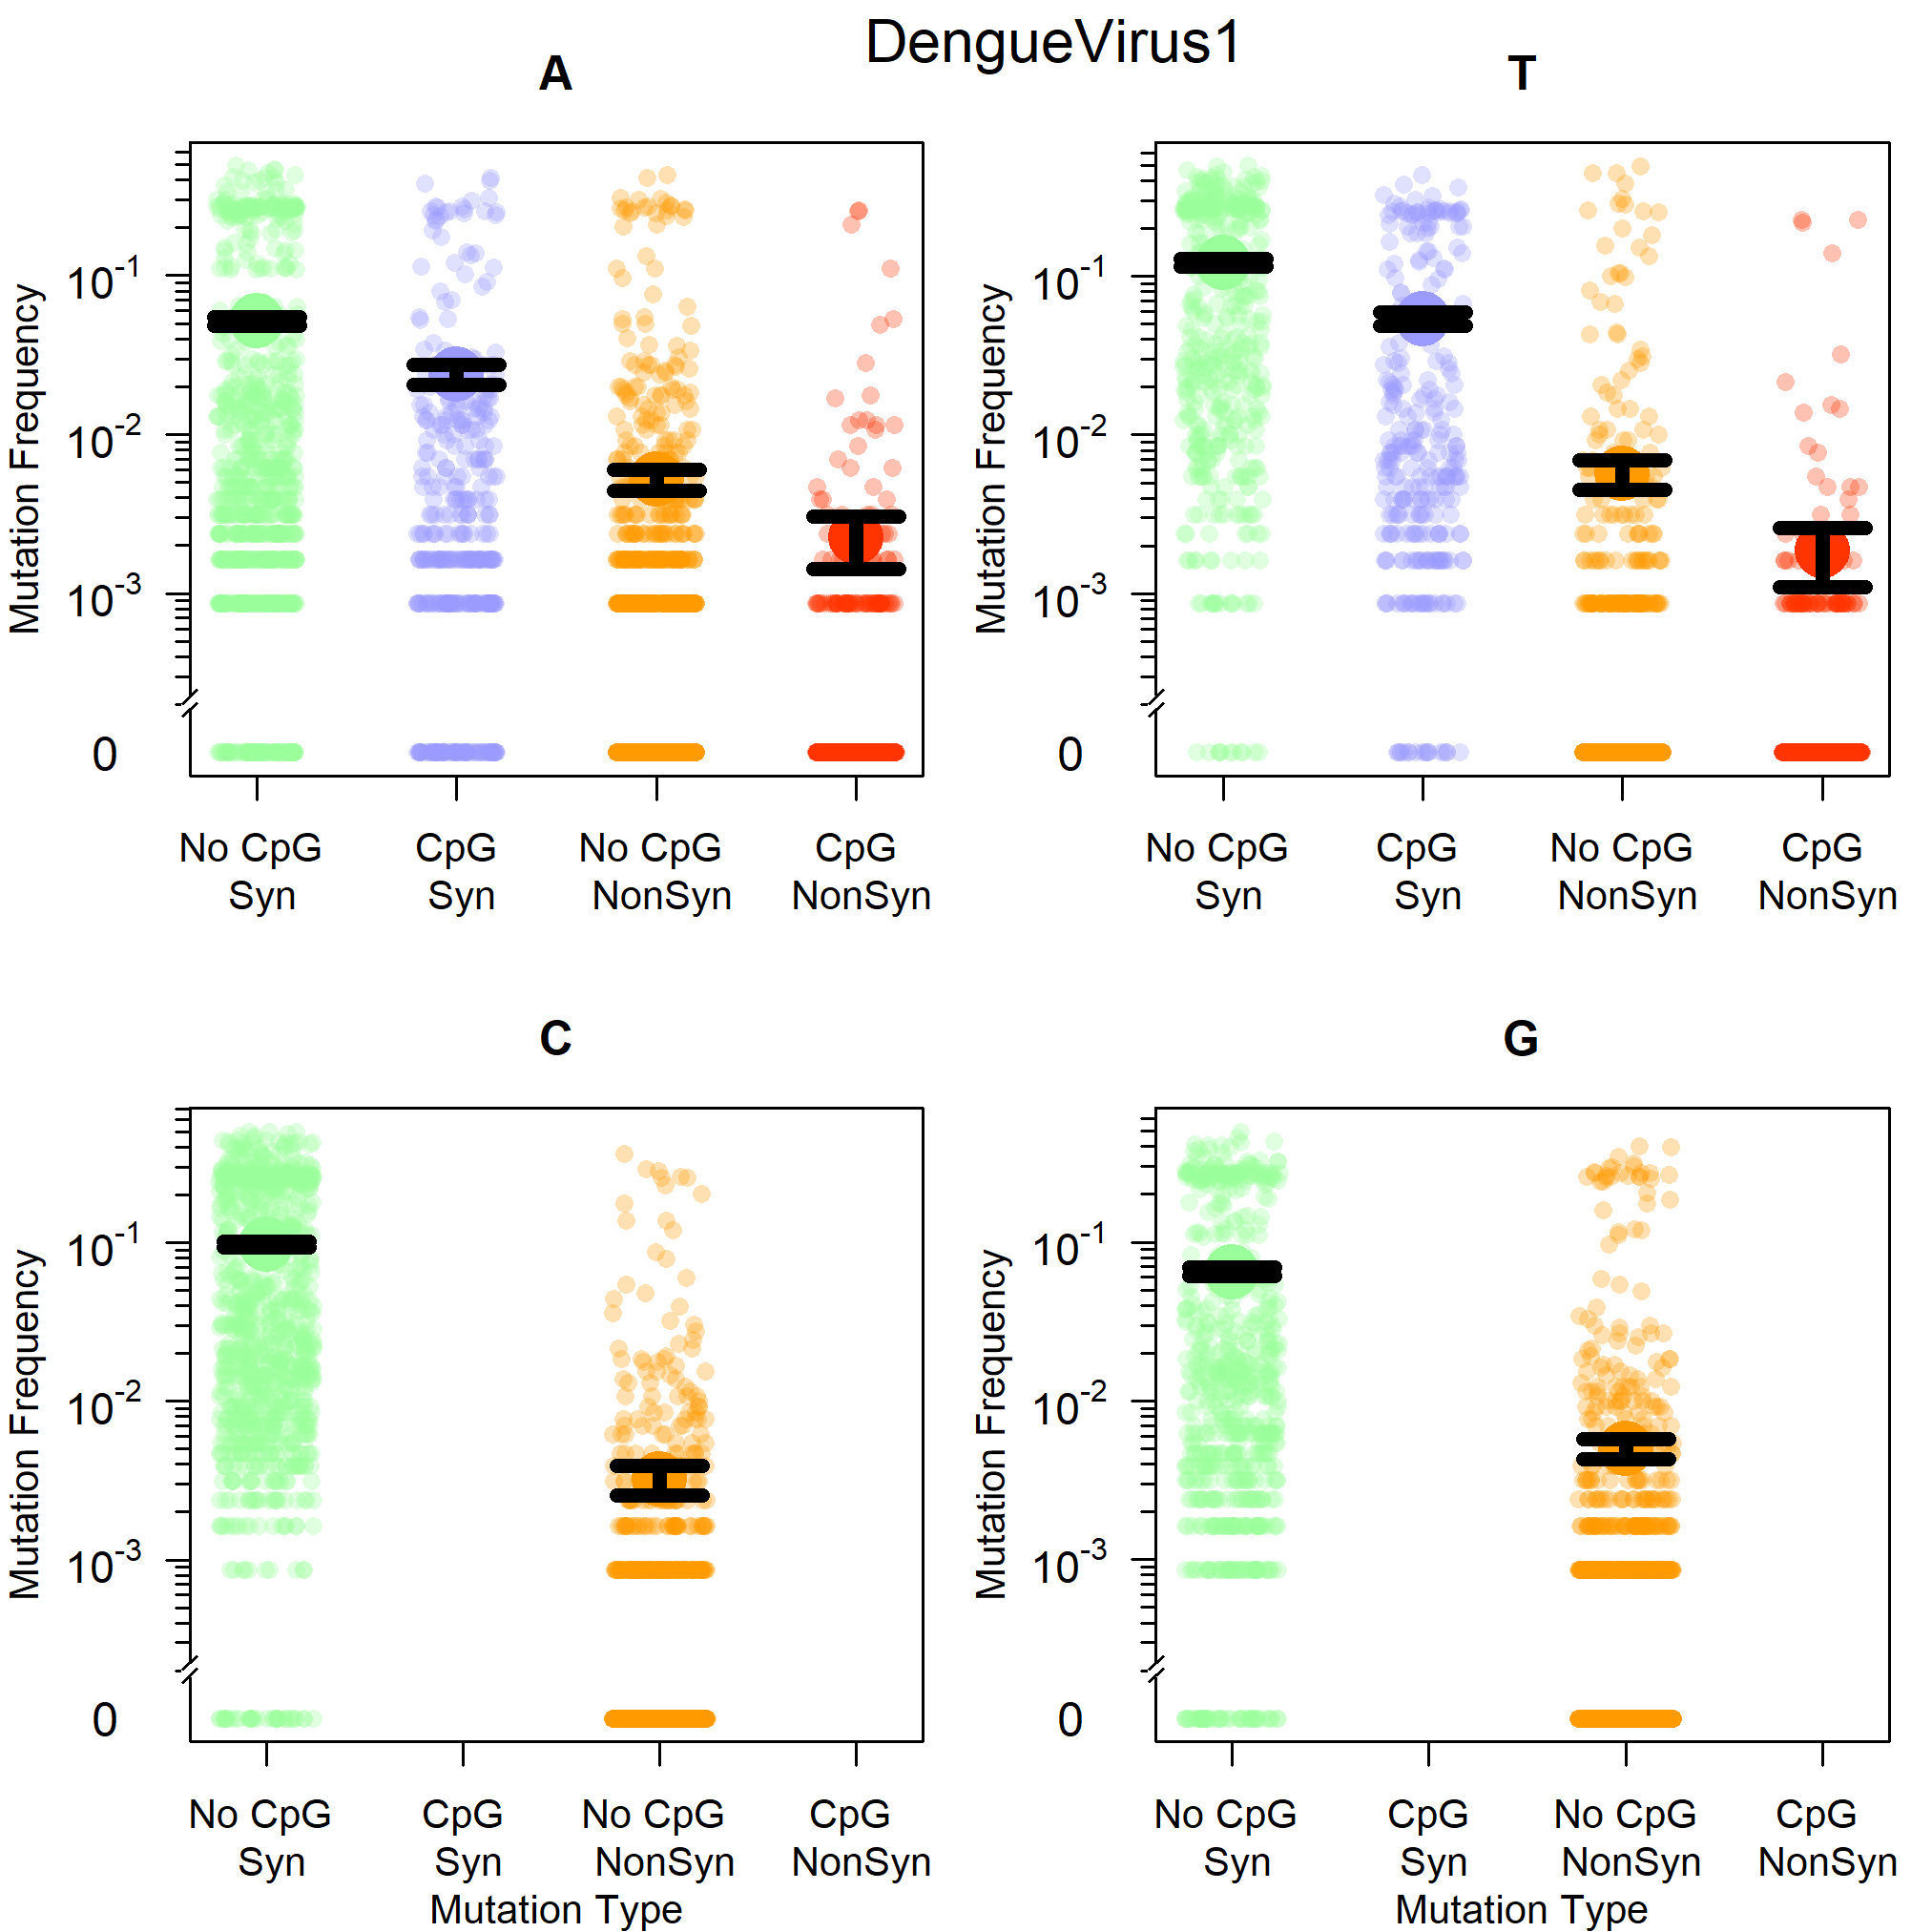 DengueVirus1
A
Mutation Frequency
10-1
10-2
10-3
0
No CpG CpG No CpG CpG
Syn Syn NonSyn NonSyn
T
Mutation Frequency
10-1
10-2
10-3
0
No CpG CpG No CpG CpG
Syn Syn NonSyn NonSyn
C
Mutation Frequency
10-1
10-2
10-3
0
No CpG CpG No CpG CpG
Syn Syn NonSyn NonSyn
Mutation Type
G
Mutation Frequency
10-1
10-2
10-3
0
No CpG CpG No CpG CpG
Syn Syn NonSyn NonSyn
Mutation Type